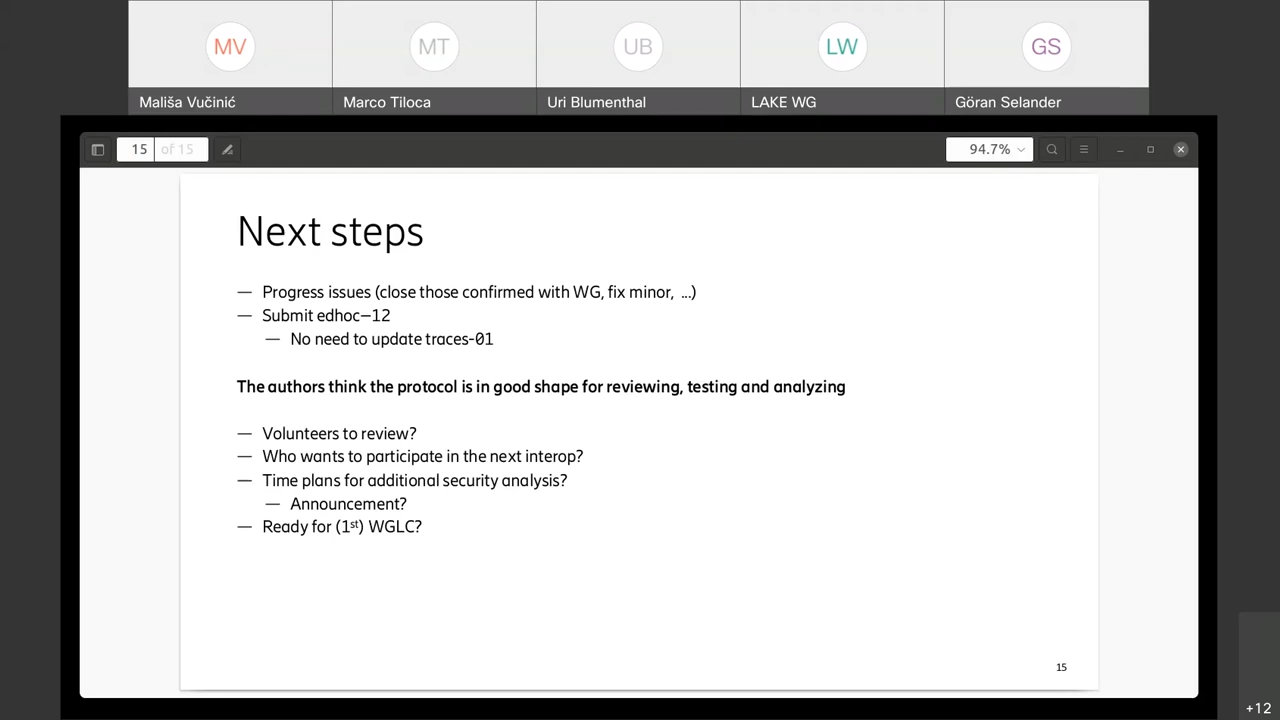 MV
MT
UB
LW
GS
Mališa Vučinić
Marco Tiloca
Uri Blumenthal
LAKE WG
Göran Selander
15 of 15
94.7%
Next steps
— Progress issues (close those confirmed with WG, fix minor, ...)
— Submit edhoc–12
— No need to update traces-01
The authors think the protocol is in good shape for reviewing, testing and analyzing
— Volunteers to review?
— Who wants to participate in the next interop?
— Time plans for additional security analysis?
— Announcement?
— Ready for (1st) WGLC?
15
+12